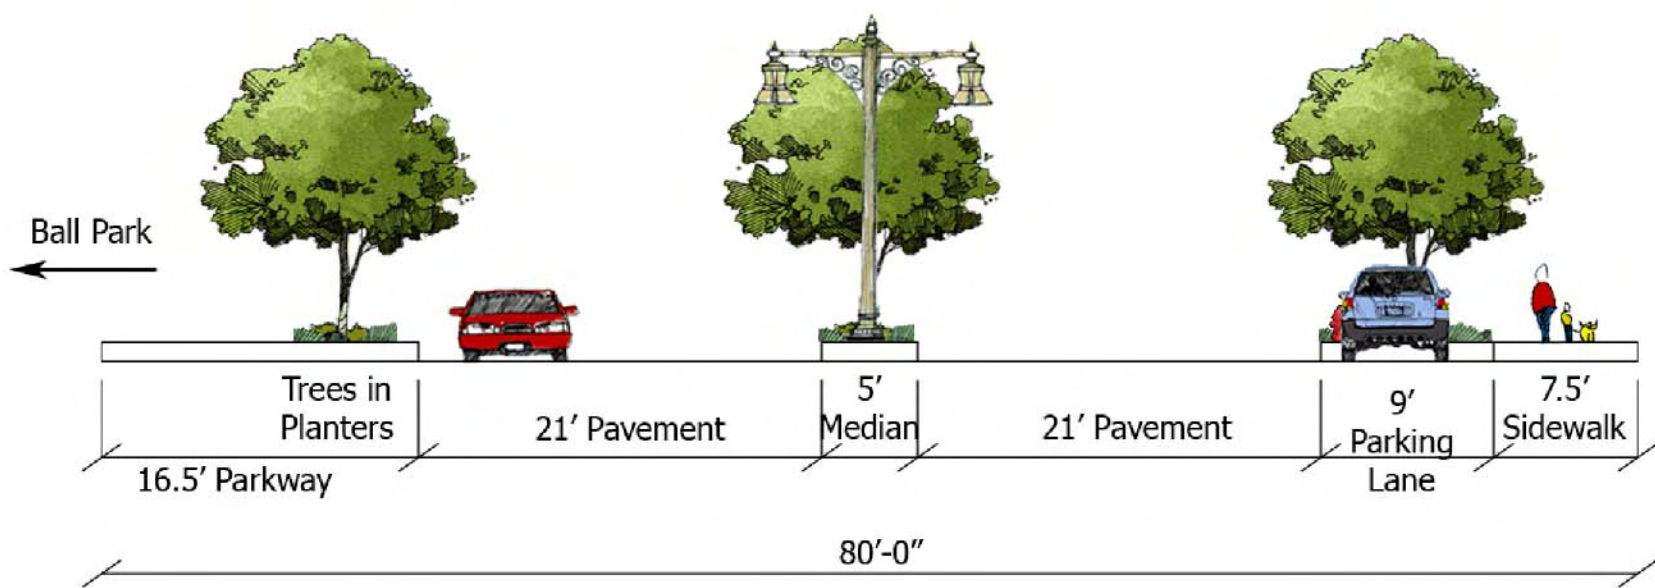 Ball Park
Trees in
Planters
16.5′ Parkway
21′ Pavement
5′
Median
21′ Pavement
9′
Parking
Lane
7.5′
Sidewalk
80′-0″